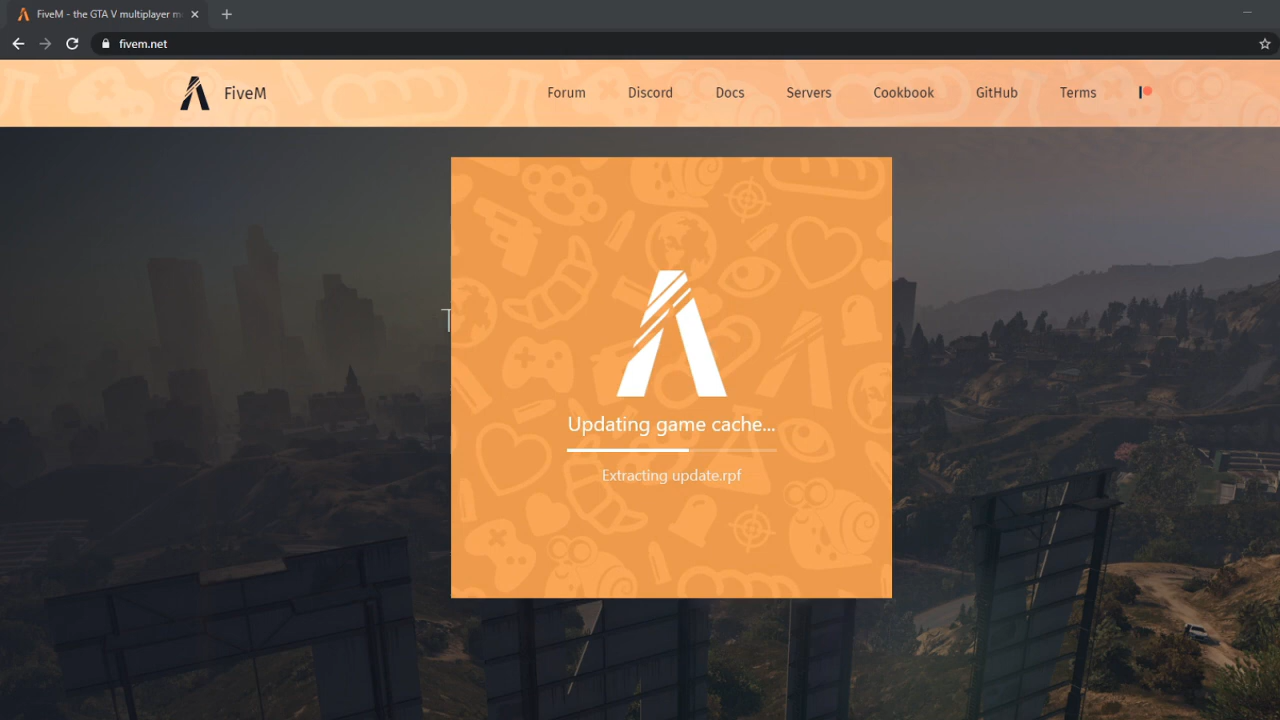 FiveM - the GTA V multiplayer m
fivem.net
FiveM
Forum
Discord
Docs
Servers
Cookbook
GitHub
Terms
T
Updating game cache...
Extracting update.rpf